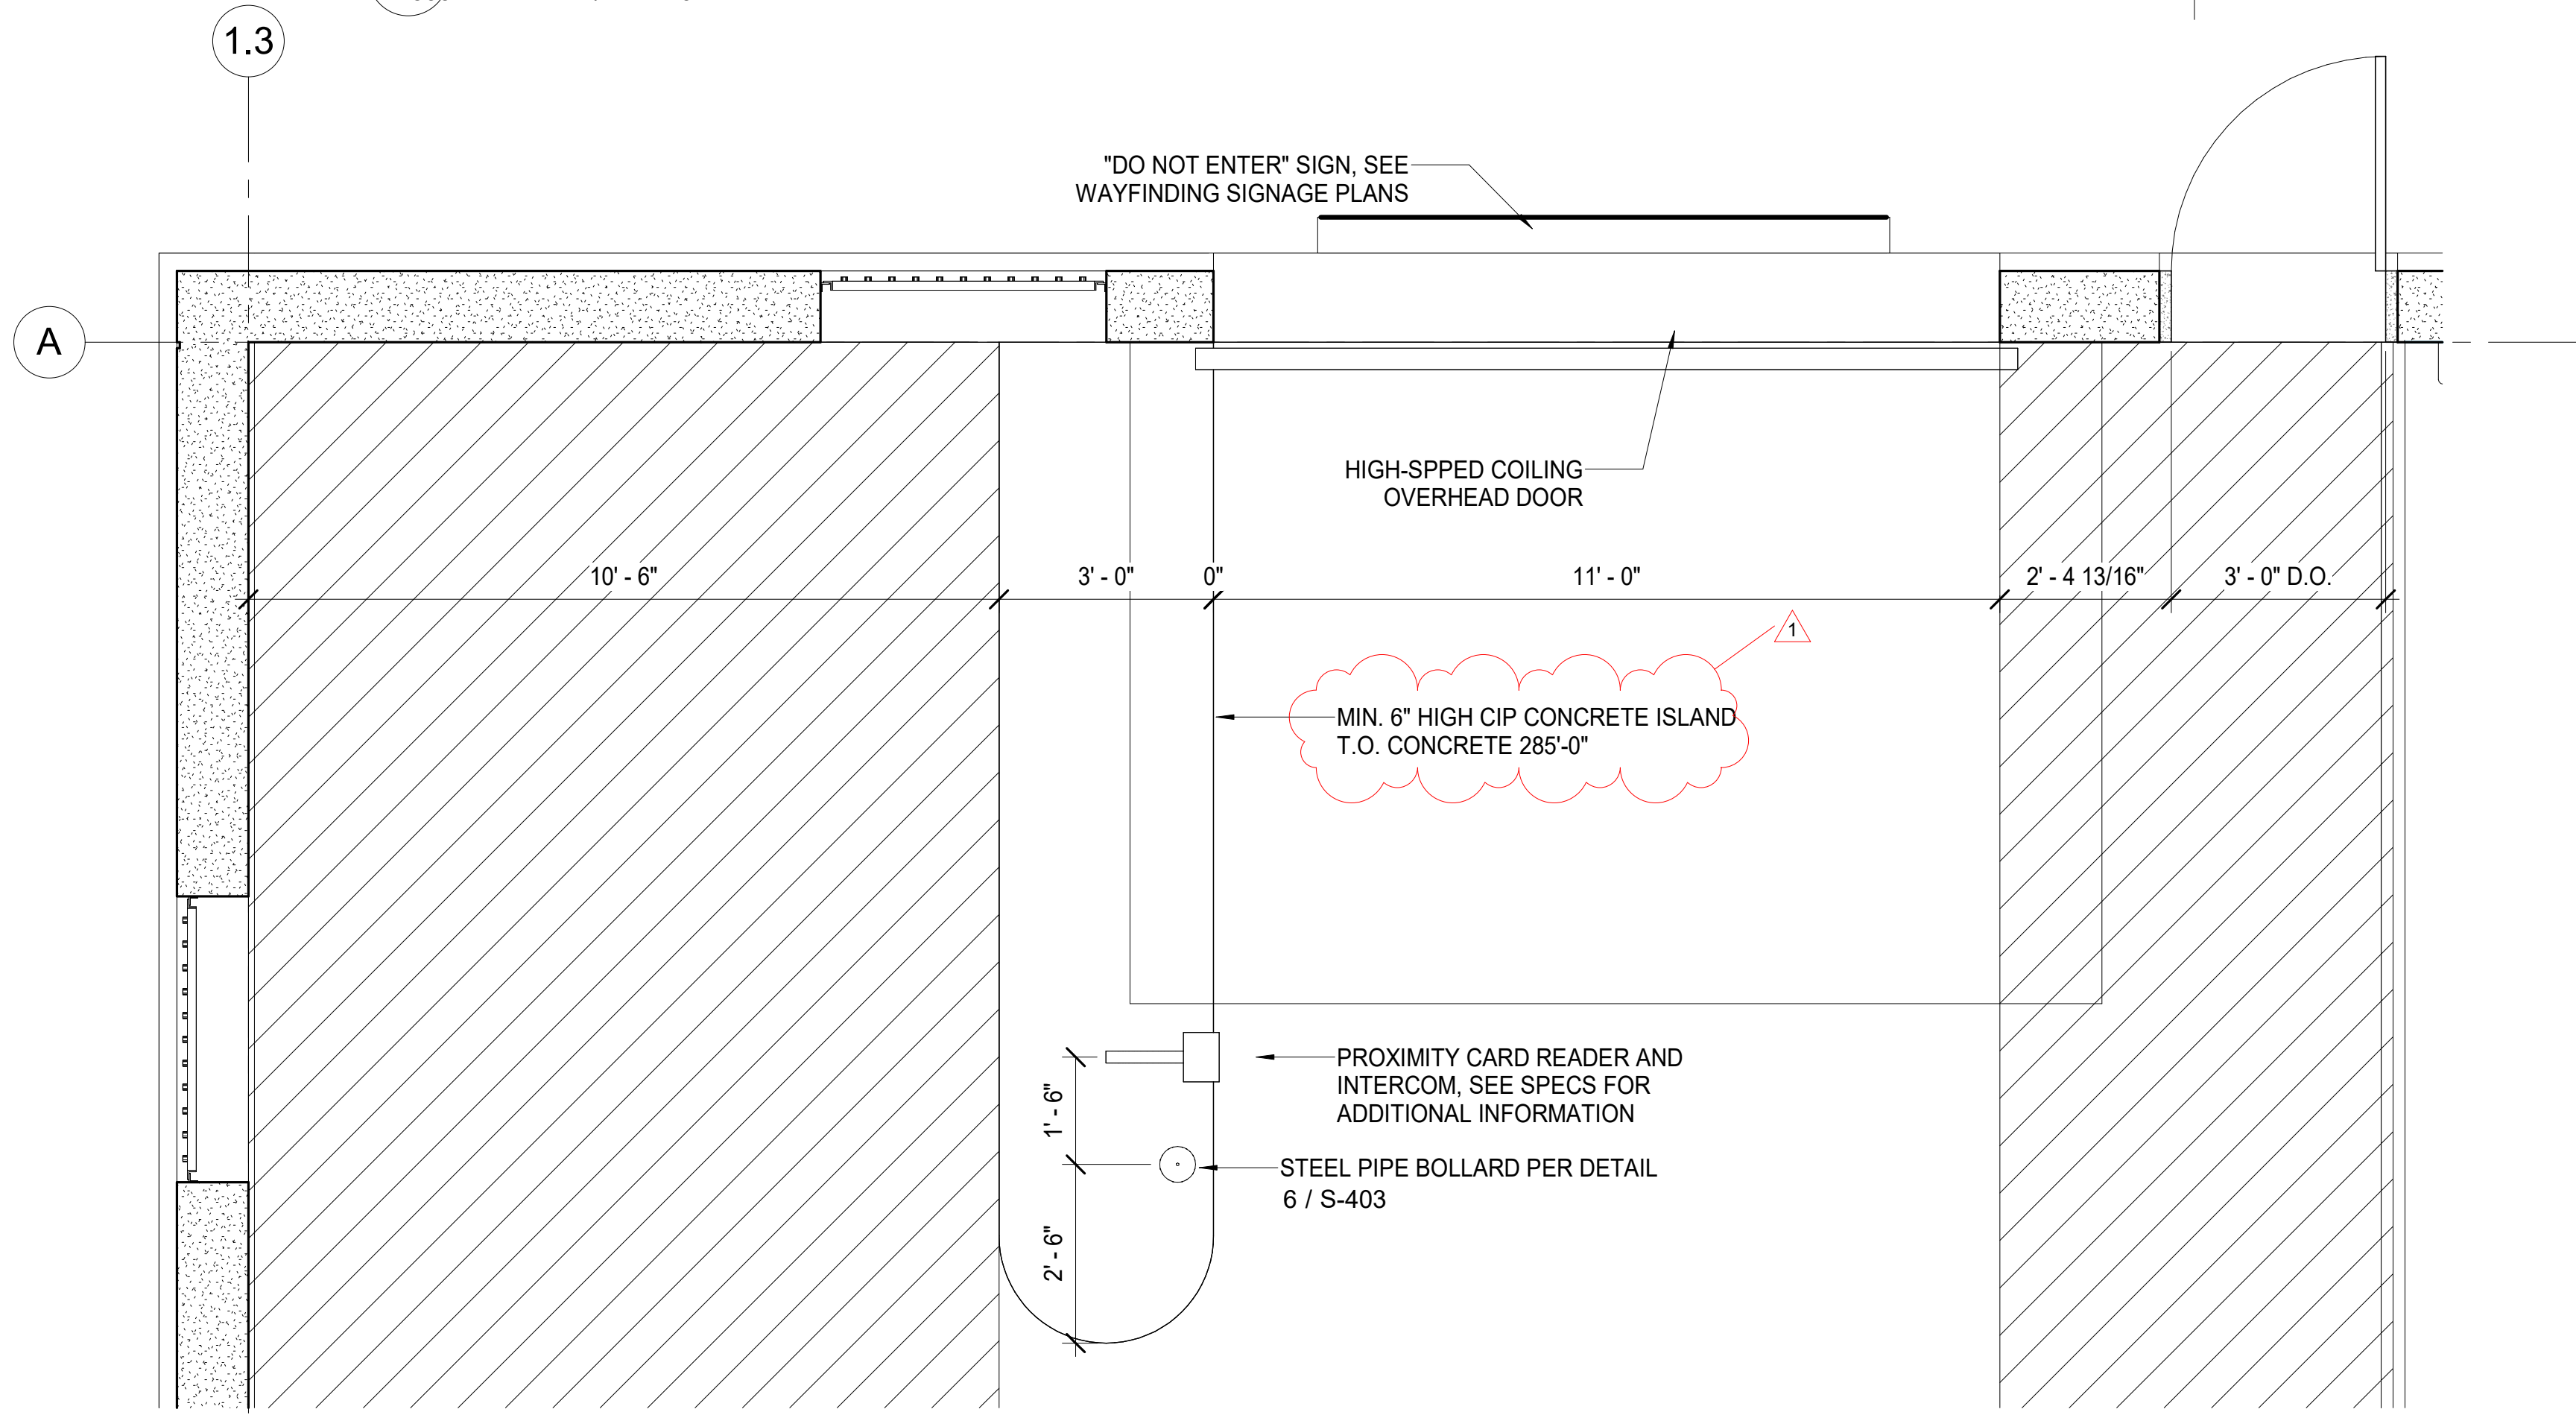 1.3
"DO NOT ENTER" SIGN, SEE
WAYFINDING SIGNAGE PLANS
A
HIGH-SPPED COILING
OVERHEAD DOOR
10' - 6"
3' - 0"
0"
11' - 0"
2' - 4 13/16"
3' - 0" D.O.
1
MIN. 6" HIGH CIP CONCRETE ISLAND
T.O. CONCRETE 285'-0"
PROXIMITY CARD READER AND
INTERCOM, SEE SPECS FOR
ADDITIONAL INFORMATION
1' - 6"
STEEL PIPE BOLLARD PER DETAIL
6 / S-403
2' - 6"